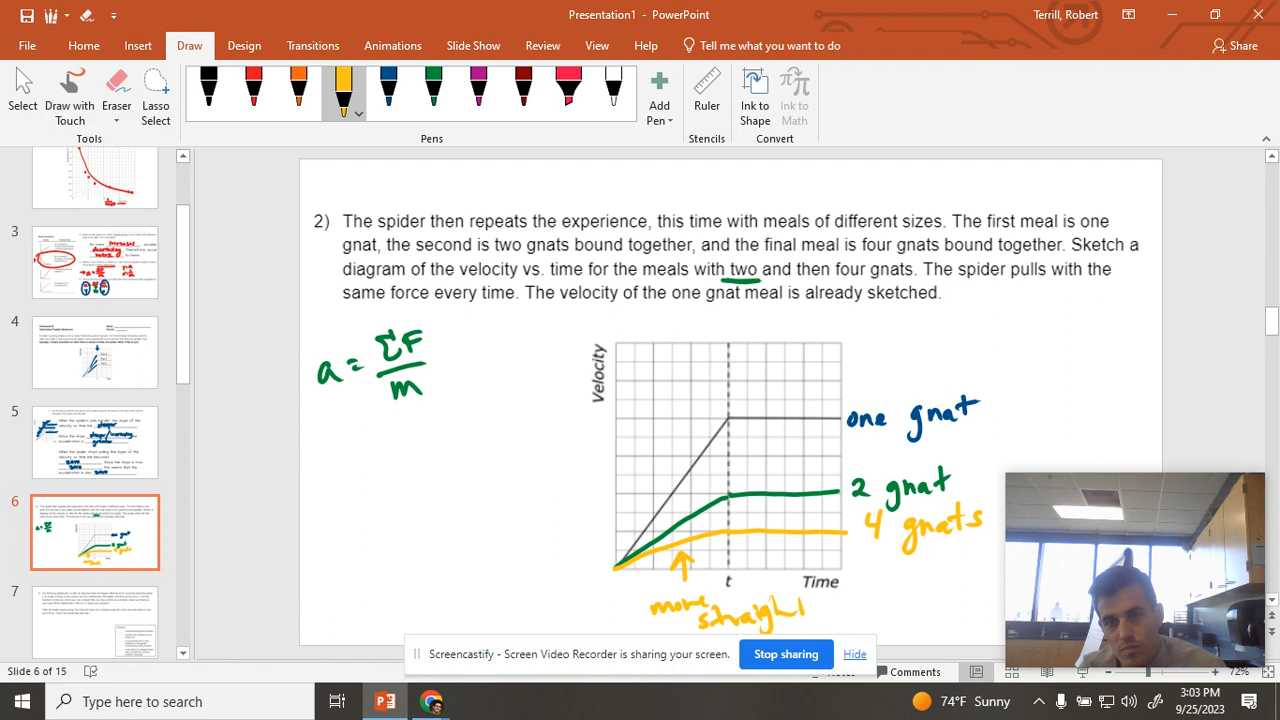 Presentation1 - PowerPoint
Terrill, Robert
File Home Insert Draw Design Transitions Animations Slide Show Review View Help Tell me what you want to do
Share
Select
Draw with Touch
Eraser
Lasso Select
Add Pen
Ruler
Ink to Shape
Ink to Math
Tools
Pens
Stencils
Convert
3
4
5
6
7
2) The spider then repeats the experience, this time with meals of different sizes. The first meal is one
gnat, the second is two gnats bound together, and the final meal is four gnats bound together. Sketch a
diagram of the velocity vs. time for the meals with two and then four gnats. The spider pulls with the
same force every time. The velocity of the one gnat meal is already sketched.
a = ΣF/m
Velocity
one gnat
2 gnat
4 gnats
t
Time
more
straight
Screencastify - Screen Video Recorder is sharing your screen.
Stop sharing
Hide
Slide 6 of 15
Comments
72%
Type here to search
74°F Sunny
3:03 PM
9/25/2023